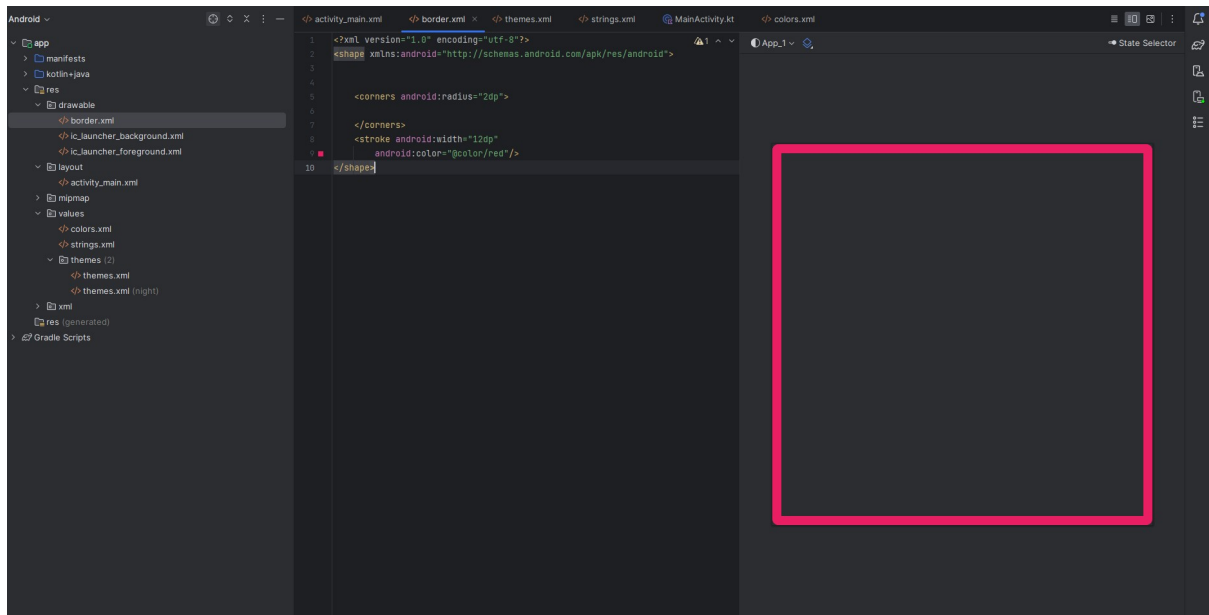 Android
app
manifests
kotlin+java
res
drawable
border.xml
ic_launcher_background.xml
ic_launcher_foreground.xml
layout
activity_main.xml
mipmap
values
colors.xml
strings.xml
themes (2)
themes.xml
themes.xml (night)
xml
res (generated)
Gradle Scripts
activity_main.xml border.xml themes.xml strings.xml MainActivity.kt colors.xml
1 <?xml version="1.0" encoding="utf-8"?>
2 <shape xmlns:android="http://schemas.android.com/apk/res/android">
3
4
5 <corners android:radius="2dp">
6
7 </corners>
8 <stroke android:width="12dp"
9 android:color="@color/red"/>
10 </shape>
1
App_1
State Selector